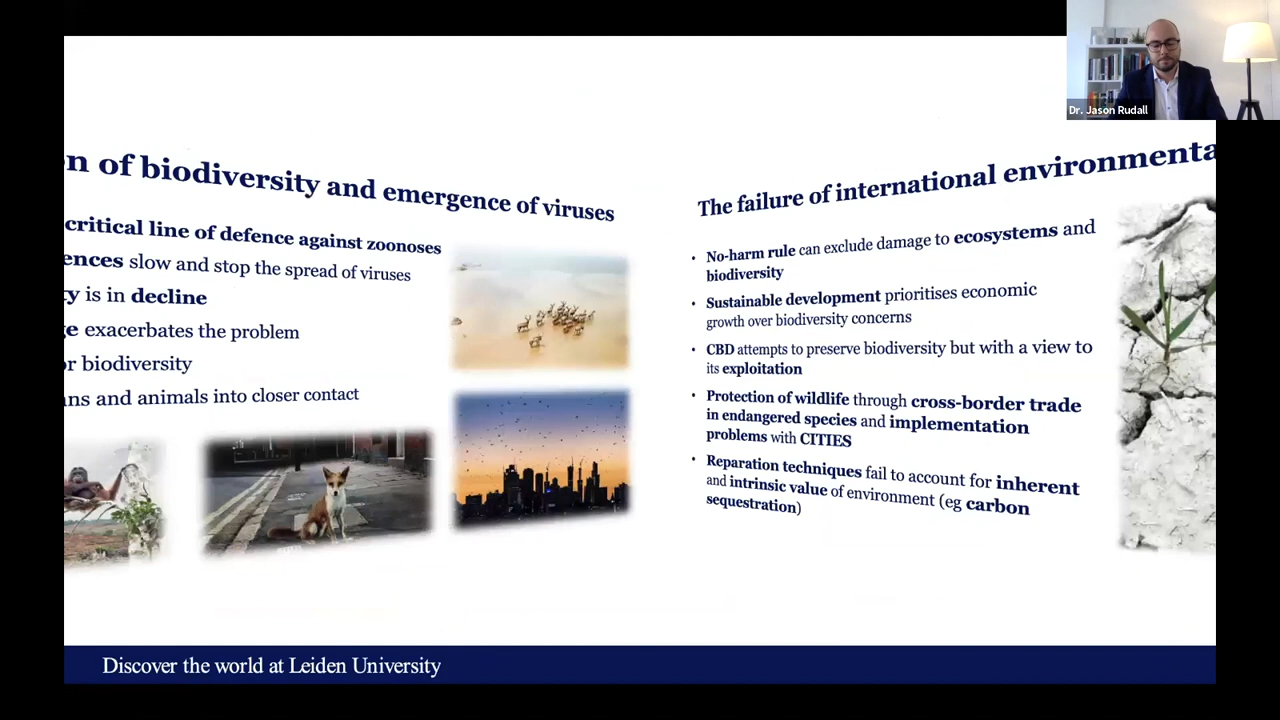 Dr. Jason Rudall
n of biodiversity and emergence of viruses
critical line of defence against zoonoses
ences slow and stop the spread of viruses
ty is in decline
ge exacerbates the problem
or biodiversity
ns and animals into closer contact
The failure of international environmenta
• No-harm rule can exclude damage to ecosystems and
biodiversity
• Sustainable development prioritises economic
growth over biodiversity concerns
• CBD attempts to preserve biodiversity but with a view to
its exploitation
• Protection of wildlife through cross-border trade
in endangered species and implementation
problems with CITIES
• Reparation techniques fail to account for inherent
and intrinsic value of environment (eg carbon
sequestration)
Discover the world at Leiden University